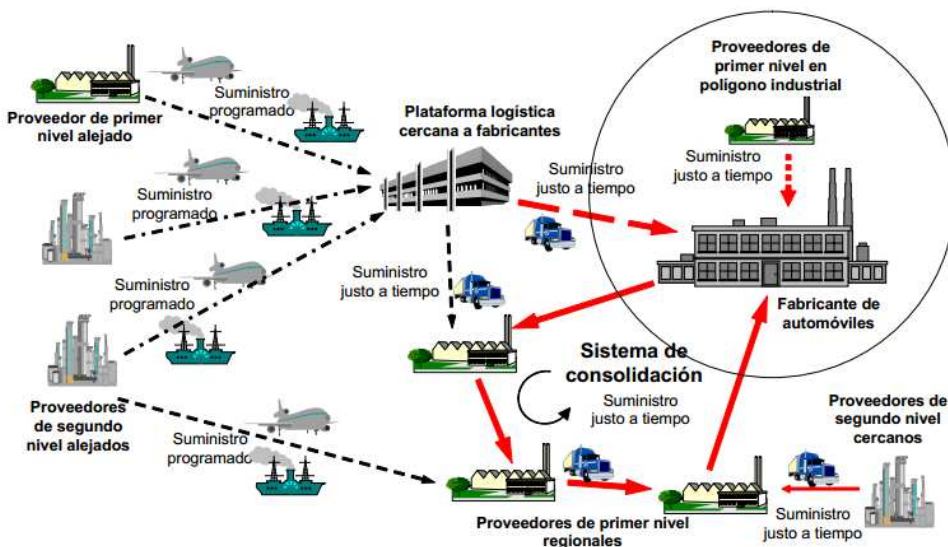 Proveedores de
primer nivel en
polígono industrial
Suministro
programado
Proveedor de primer
nivel alejado
Plataforma logística
cercana a fabricantes
Suministro
justo a tiempo
Suministro
justo a tiempo
Suministro
programado
Suministro
programado
Suministro
justo a tiempo
Fabricante de
automóviles
Sistema de
consolidación
Suministro
justo a tiempo
Proveedores
de segundo
nivel alejados
Suministro
programado
Proveedores de
segundo nivel
cercanos
Proveedores de primer nivel
regionales
Suministro
justo a tiempo